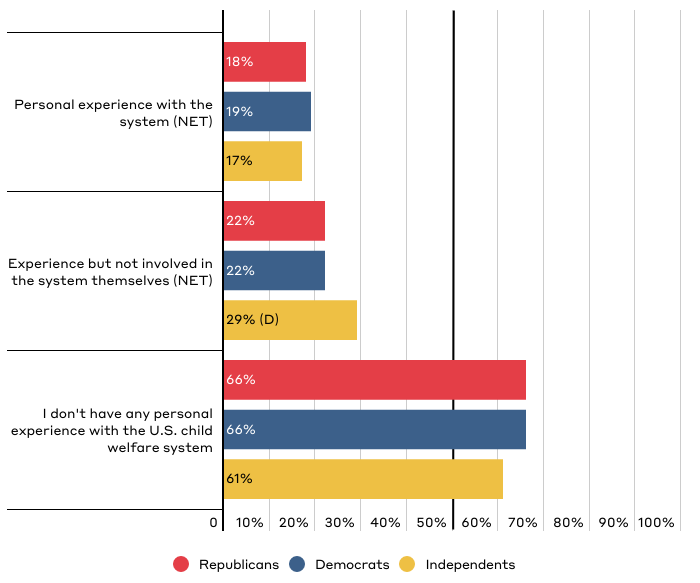 18%
Personal experience with the
system (NET)
19%
17%
22%
Experience but not involved in
the system themselves (NET)
22%
29% (D)
66%
I don't have any personal
experience with the U.S. child
welfare system
66%
61%
0 10% 20% 30% 40% 50% 60% 70% 80% 90% 100%
Republicans Democrats Independents